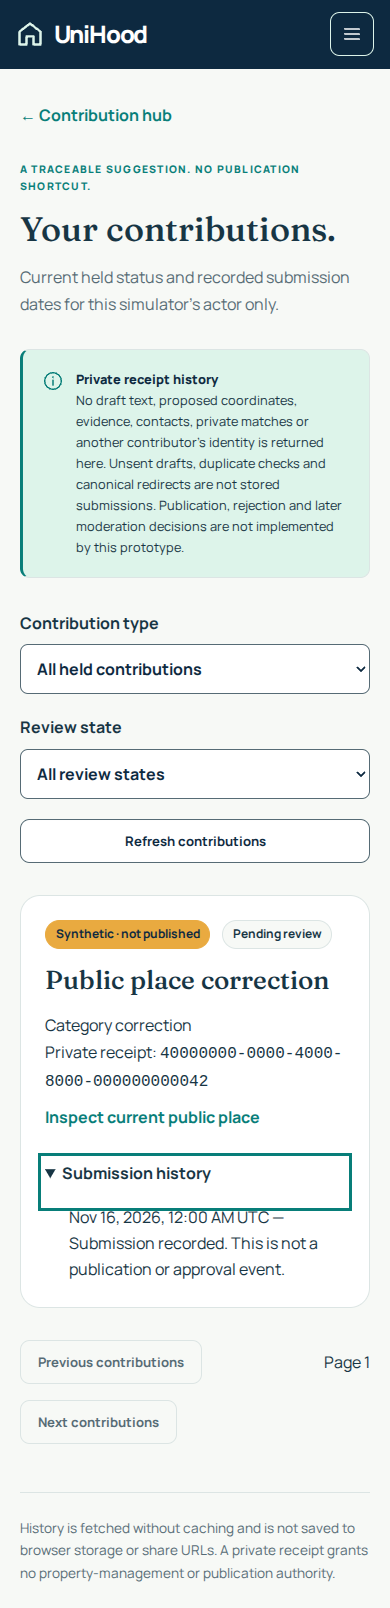 UniHood
← Contribution hub
A TRACEABLE SUGGESTION. NO PUBLICATION
SHORTCUT.
Your contributions.
Current held status and recorded submission
dates for this simulator's actor only.
Private receipt history
No draft text, proposed coordinates,
evidence, contacts, private matches or
another contributor's identity is returned
here. Unsent drafts, duplicate checks and
canonical redirects are not stored
submissions. Publication, rejection and later
moderation decisions are not implemented
by this prototype.
Contribution type
All held contributions
Review state
All review states
Refresh contributions
Synthetic · not published
Pending review
Public place correction
Category correction
Private receipt: 40000000-0000-4000-
8000-000000000042
Inspect current public place
▼ Submission history
Nov 16, 2026, 12:00 AM UTC —
Submission recorded. This is not a
publication or approval event.
Previous contributions
Page 1
Next contributions
History is fetched without caching and is not saved to
browser storage or share URLs. A private receipt grants
no property-management or publication authority.